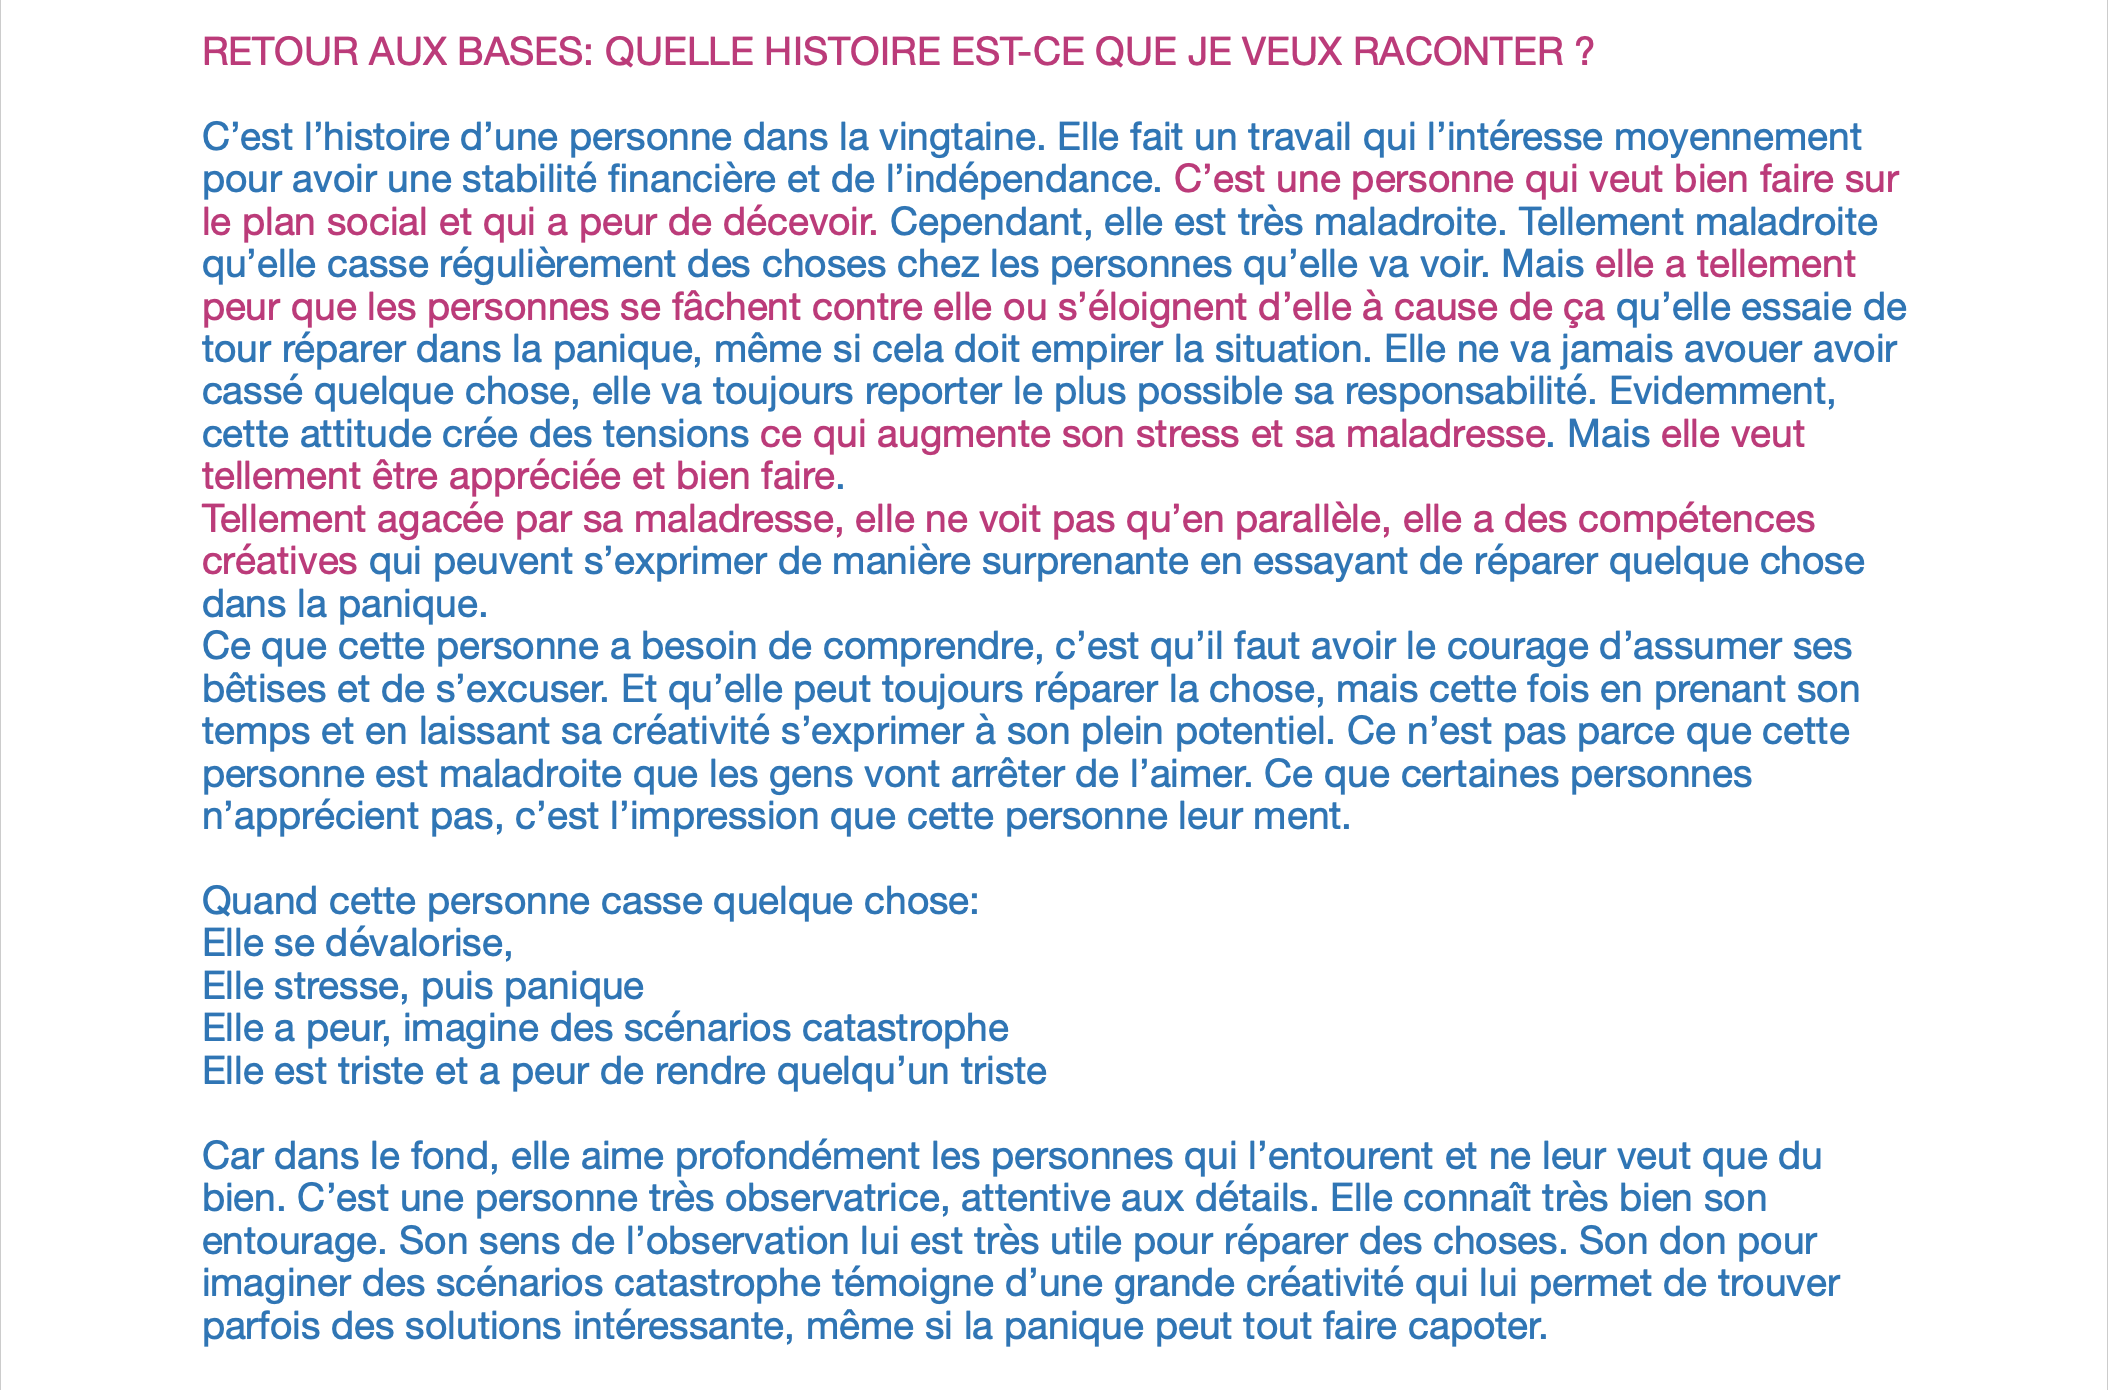 RETOUR AUX BASES: QUELLE HISTOIRE EST-CE QUE JE VEUX RACONTER ?
C’est l’histoire d’une personne dans la vingtaine. Elle fait un travail qui l’intéresse moyennement
pour avoir une stabilité financière et de l’indépendance. C’est une personne qui veut bien faire sur
le plan social et qui a peur de décevoir. Cependant, elle est très maladroite. Tellement maladroite
qu’elle casse régulièrement des choses chez les personnes qu’elle va voir. Mais elle a tellement
peur que les personnes se fâchent contre elle ou s’éloignent d’elle à cause de ça qu’elle essaie de
tour réparer dans la panique, même si cela doit empirer la situation. Elle ne va jamais avouer avoir
cassé quelque chose, elle va toujours reporter le plus possible sa responsabilité. Evidemment,
cette attitude crée des tensions ce qui augmente son stress et sa maladresse. Mais elle veut
tellement être appréciée et bien faire.
Tellement agacée par sa maladresse, elle ne voit pas qu’en parallèle, elle a des compétences
créatives qui peuvent s’exprimer de manière surprenante en essayant de réparer quelque chose
dans la panique.
Ce que cette personne a besoin de comprendre, c’est qu’il faut avoir le courage d’assumer ses
bêtises et de s’excuser. Et qu’elle peut toujours réparer la chose, mais cette fois en prenant son
temps et en laissant sa créativité s’exprimer à son plein potentiel. Ce n’est pas parce que cette
personne est maladroite que les gens vont arrêter de l’aimer. Ce que certaines personnes
n’apprécient pas, c’est l’impression que cette personne leur ment.
Quand cette personne casse quelque chose:
Elle se dévalorise,
Elle stresse, puis panique
Elle a peur, imagine des scénarios catastrophe
Elle est triste et a peur de rendre quelqu’un triste
Car dans le fond, elle aime profondément les personnes qui l’entourent et ne leur veut que du
bien. C’est une personne très observatrice, attentive aux détails. Elle connaît très bien son
entourage. Son sens de l’observation lui est très utile pour réparer des choses. Son don pour
imaginer des scénarios catastrophe témoigne d’une grande créativité qui lui permet de trouver
parfois des solutions intéressante, même si la panique peut tout faire capoter.